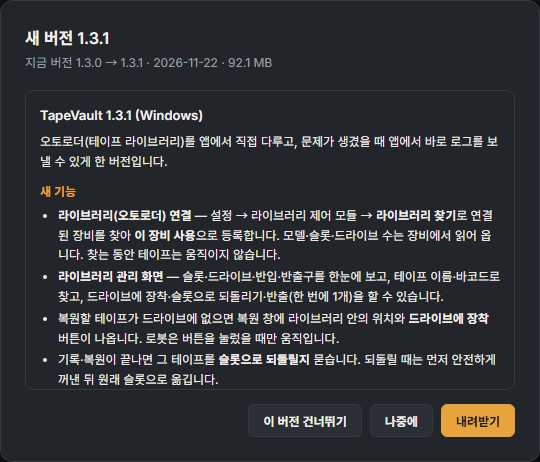 새 버전 1.3.1
지금 버전 1.3.0 → 1.3.1 · 2026-11-22 · 92.1 MB
TapeVault 1.3.1 (Windows)
오토로더(테이프 라이브러리)를 앱에서 직접 다루고, 문제가 생겼을 때 앱에서 바로 로그를 보
낼 수 있게 한 버전입니다.
새 기능
• 라이브러리(오토로더) 연결 — 설정 → 라이브러리 제어 모듈 → 라이브러리 찾기로 연결
된 장비를 찾아 이 장비 사용으로 등록합니다. 모델·슬롯·드라이브 수는 장비에서 읽어 옵
니다. 찾는 동안 테이프는 움직이지 않습니다.
• 라이브러리 관리 화면 — 슬롯·드라이브·반입·반출구를 한눈에 보고, 테이프 이름·바코드로
찾고, 드라이브에 장착·슬롯으로 되돌리기·반출(한 번에 1개)을 할 수 있습니다.
• 복원할 테이프가 드라이브에 없으면 복원 창에 라이브러리 안의 위치와 드라이브에 장착
버튼이 나옵니다. 로봇은 버튼을 눌렀을 때만 움직입니다.
• 기록·복원이 끝나면 그 테이프를 슬롯으로 되돌릴지 묻습니다. 되돌릴 때는 먼저 안전하게
꺼낸 뒤 원래 슬롯으로 옮깁니다.
이 버전 건너뛰기
나중에
내려받기